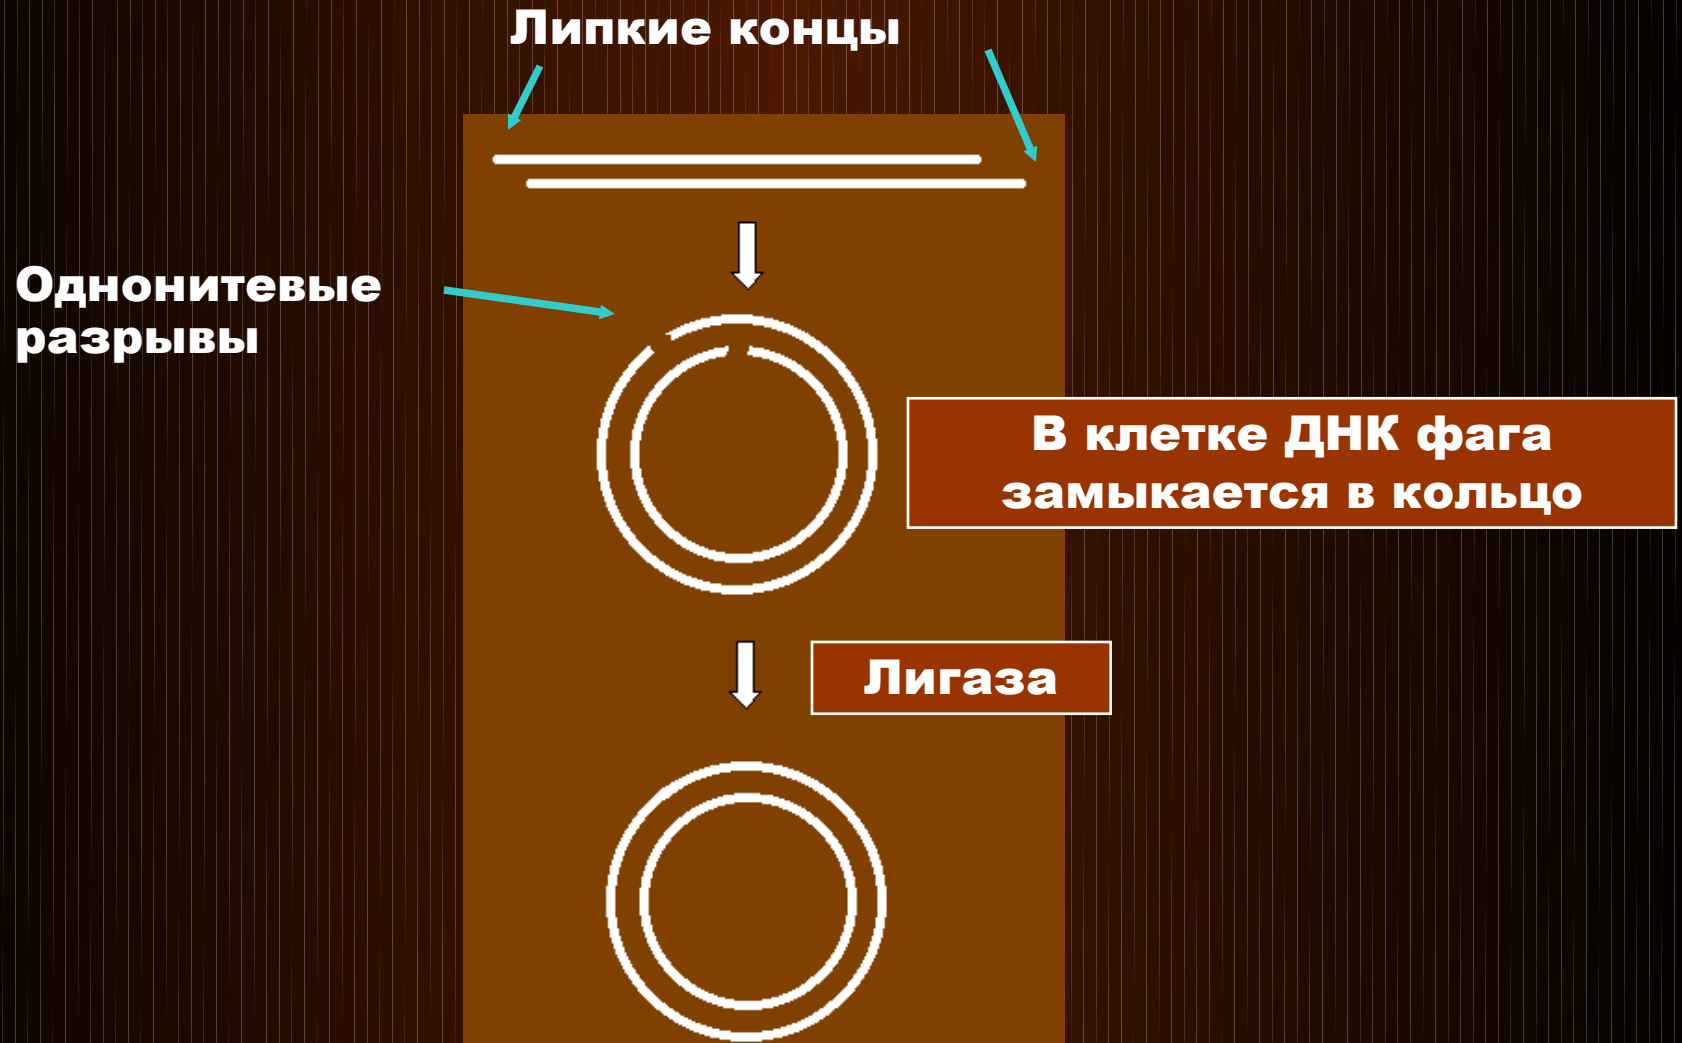 Липкие концы
Однонитевые
разрывы
В клетке ДНК фага
замыкается в кольцо
Лигаза